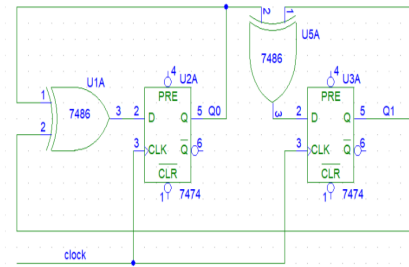 2 1
U5A
7486
3
U1A
1
2
7486
3
U2A
4
PRE
2 D Q 5 Q0
3 CLK Q 6
CLR
1 7474
U3A
4
PRE
2 D Q 5 Q1
3 CLK Q 6
CLR
1 7474
clock